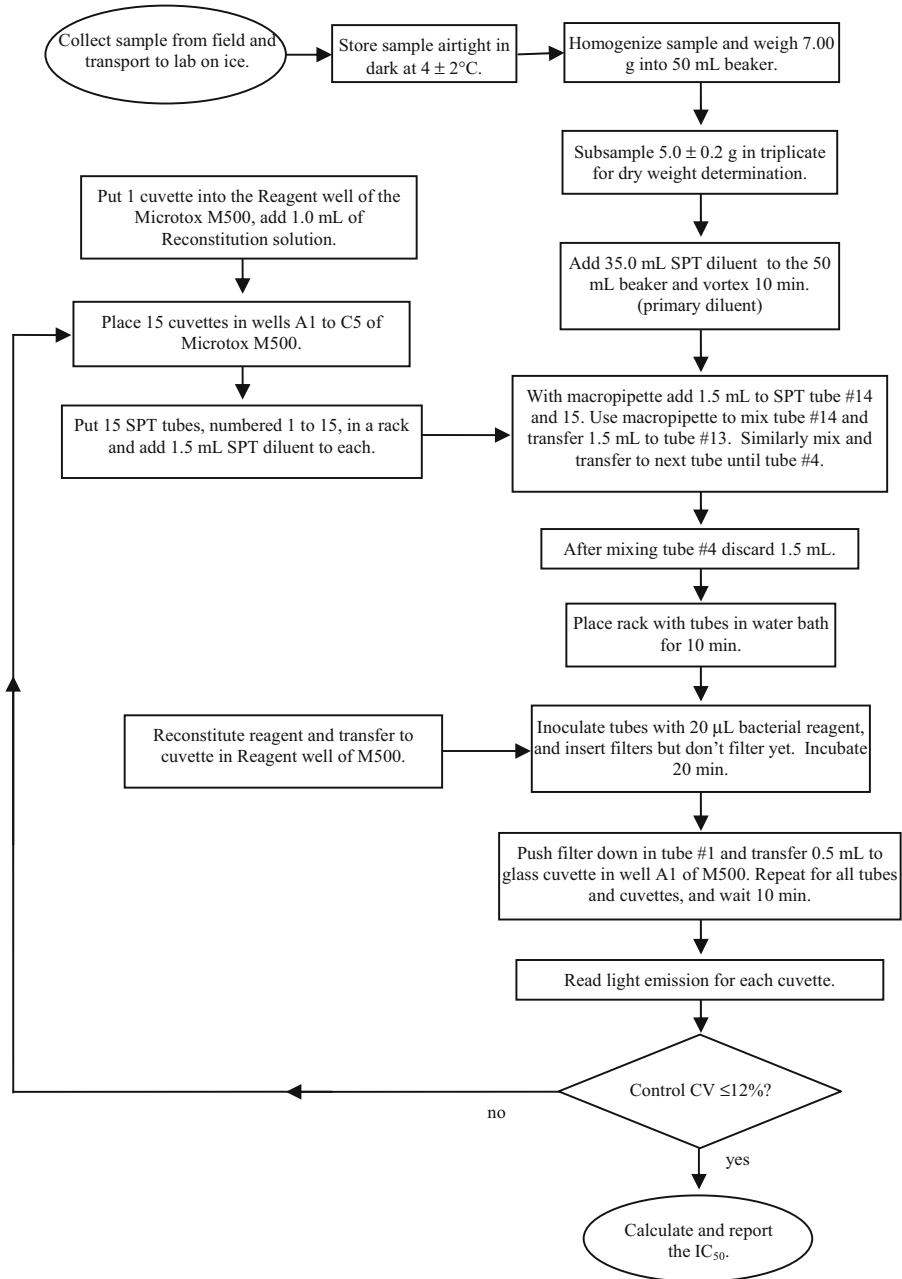 Collect sample from field and
transport to lab on ice.
Store sample airtight in
dark at 4 ± 2°C.
Homogenize sample and weigh 7.00
g into 50 mL beaker.
Subsample 5.0 ± 0.2 g in triplicate
for dry weight determination.
Put 1 cuvette into the Reagent well of the
Microtox M500, add 1.0 mL of
Reconstitution solution.
Add 35.0 mL SPT diluent to the 50
mL beaker and vortex 10 min.
(primary diluent)
Place 15 cuvettes in wells A1 to C5 of
Microtox M500.
Put 15 SPT tubes, numbered 1 to 15, in a rack
and add 1.5 mL SPT diluent to each.
With macropipette add 1.5 mL to SPT tube #14
and 15. Use macropipette to mix tube #14 and
transfer 1.5 mL to tube #13. Similarly mix and
transfer to next tube until tube #4.
After mixing tube #4 discard 1.5 mL.
Place rack with tubes in water bath
for 10 min.
Reconstitute reagent and transfer to
cuvette in Reagent well of M500.
Inoculate tubes with 20 µL bacterial reagent,
and insert filters but don't filter yet. Incubate
20 min.
Push filter down in tube #1 and transfer 0.5 mL to
glass cuvette in well A1 of M500. Repeat for all tubes
and cuvettes, and wait 10 min.
Read light emission for each cuvette.
Control CV ≤12%?
no
yes
Calculate and report
the IC₅₀.